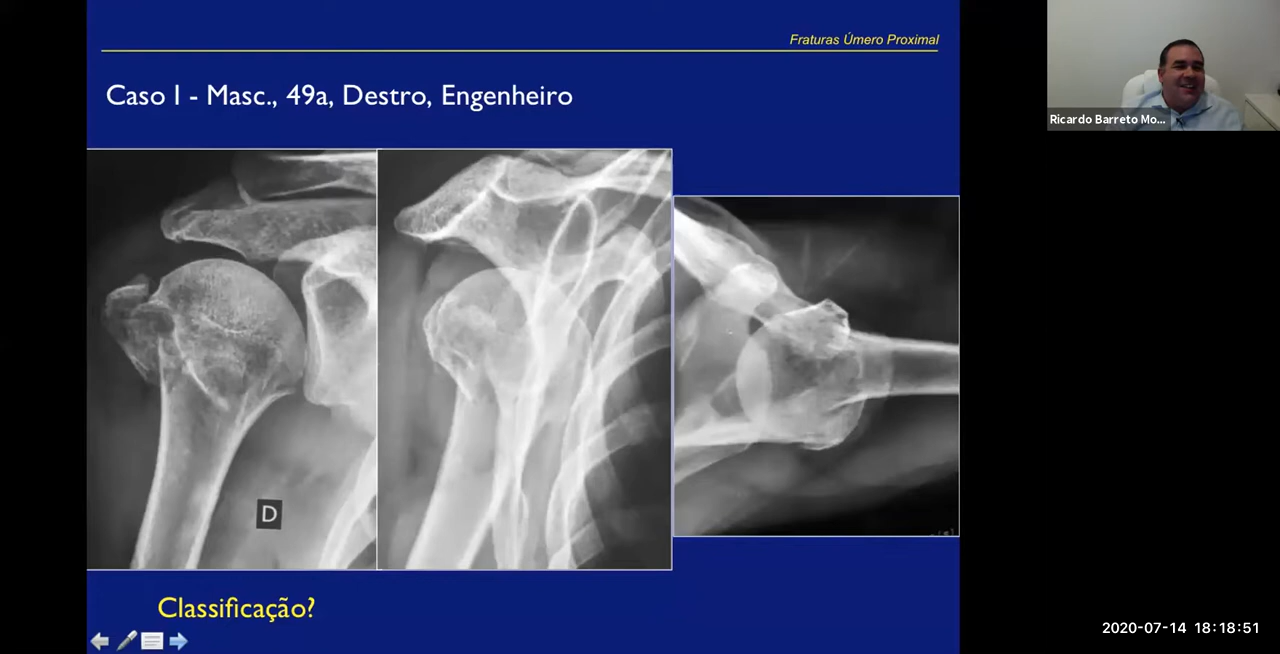 Fraturas Úmero Proximal
Caso I - Masc., 49a, Destro, Engenheiro
Ricardo Barreto Mo...
D
Classificação?
2020-07-14 18:18:51